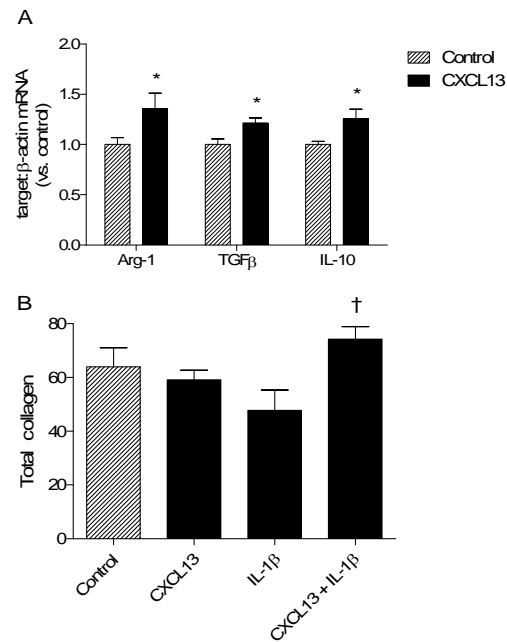 A
target:β-actin mRNA
(vs. control)
2.0
1.5
1.0
0.5
0.0
*
*
*
Arg-1
TGFβ
IL-10
Control
CXCL13
B
Total collagen
80
60
40
20
0
†
Control
CXCL13
IL-1β
CXCL13 + IL-1β